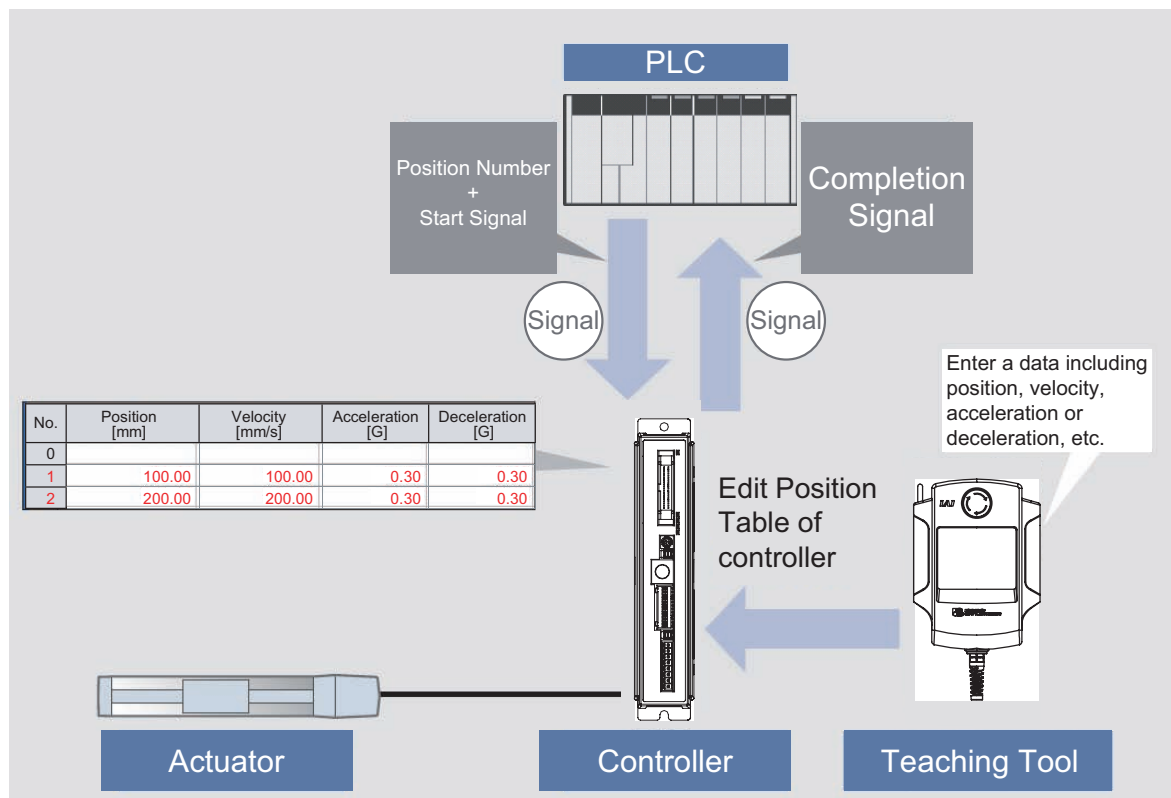 PLC
Position Number
+
Start Signal
Completion
Signal
Signal
Signal
Enter a data including
position, velocity,
acceleration or
deceleration, etc.
No. Position [mm] Velocity [mm/s] Acceleration [G] Deceleration [G]
0
1 100.00 100.00 0.30 0.30
2 200.00 200.00 0.30 0.30
Edit Position
Table of
controller
IAI
Actuator
Controller
Teaching Tool